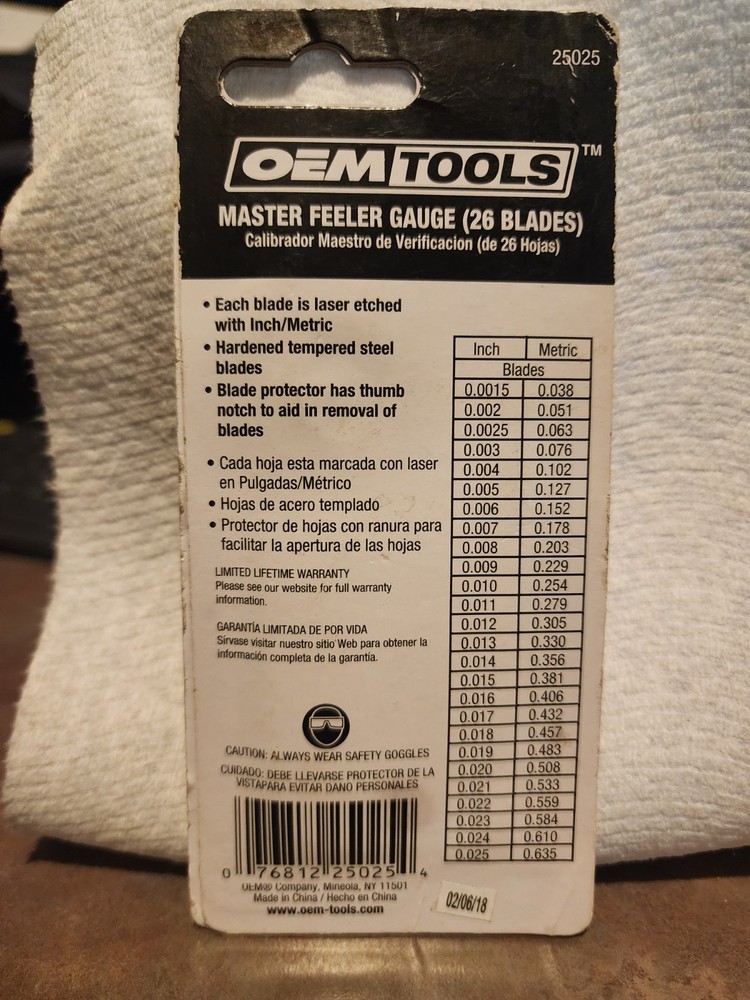 25025
OEMTOOLS™
MASTER FEELER GAUGE (26 BLADES)
Calibrador Maestro de Verificacion (de 26 Hojas)
• Each blade is laser etched
with Inch/Metric
• Hardened tempered steel
blades
• Blade protector has thumb
notch to aid in removal of
blades
• Cada hoja esta marcada con laser
en Pulgadas/Métrico
• Hojas de acero templado
• Protector de hojas con ranura para
facilitar la apertura de las hojas
LIMITED LIFETIME WARRANTY
Please see our website for full warranty
information.
GARANTÍA LIMITADA DE POR VIDA
Sírvase visitar nuestro sitio Web para obtener la
información completa de la garantía.
CAUTION: ALWAYS WEAR SAFETY GOGGLES
CUIDADO: DEBE LLEVARSE PROTECTOR DE LA
VISTAPARA EVITAR DANO PERSONALES
0 76812 25025 4
OEM® Company, Mineola, NY 11501
Made in China / Hecho en China
www.oem-tools.com
Inch Metric
Blades
0.0015 0.038
0.002 0.051
0.0025 0.063
0.003 0.076
0.004 0.102
0.005 0.127
0.006 0.152
0.007 0.178
0.008 0.203
0.009 0.229
0.010 0.254
0.011 0.279
0.012 0.305
0.013 0.330
0.014 0.356
0.015 0.381
0.016 0.406
0.017 0.432
0.018 0.457
0.019 0.483
0.020 0.508
0.021 0.533
0.022 0.559
0.023 0.584
0.024 0.610
0.025 0.635
02/06/18